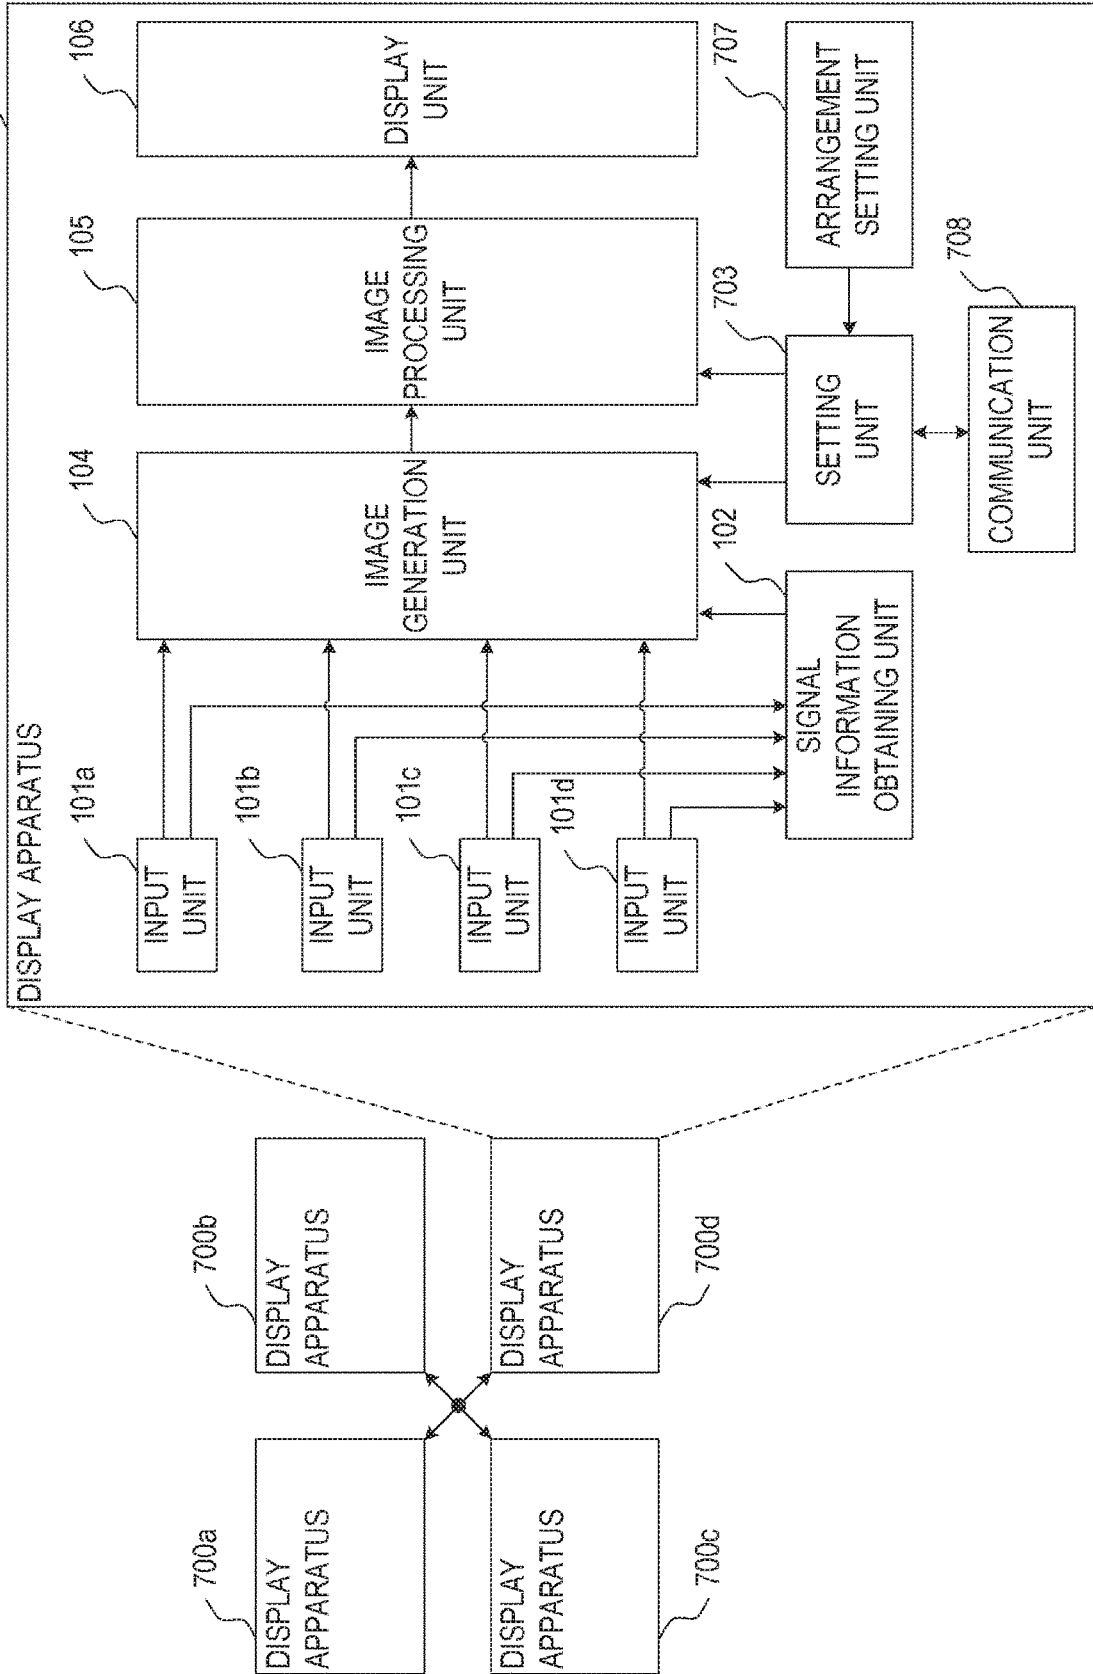 700a
DISPLAY
APPARATUS
700b
DISPLAY
APPARATUS
DISPLAY
APPARATUS
700c
DISPLAY
APPARATUS
700d
DISPLAY APPARATUS
101a
INPUT
UNIT
101b
INPUT
UNIT
101c
INPUT
UNIT
101d
INPUT
UNIT
104
IMAGE
GENERATION
UNIT
105
IMAGE
PROCESSING
UNIT
106
DISPLAY
UNIT
102
SIGNAL
INFORMATION
OBTAINING UNIT
703
SETTING
UNIT
707
ARRANGEMENT
SETTING UNIT
708
COMMUNICATION
UNIT